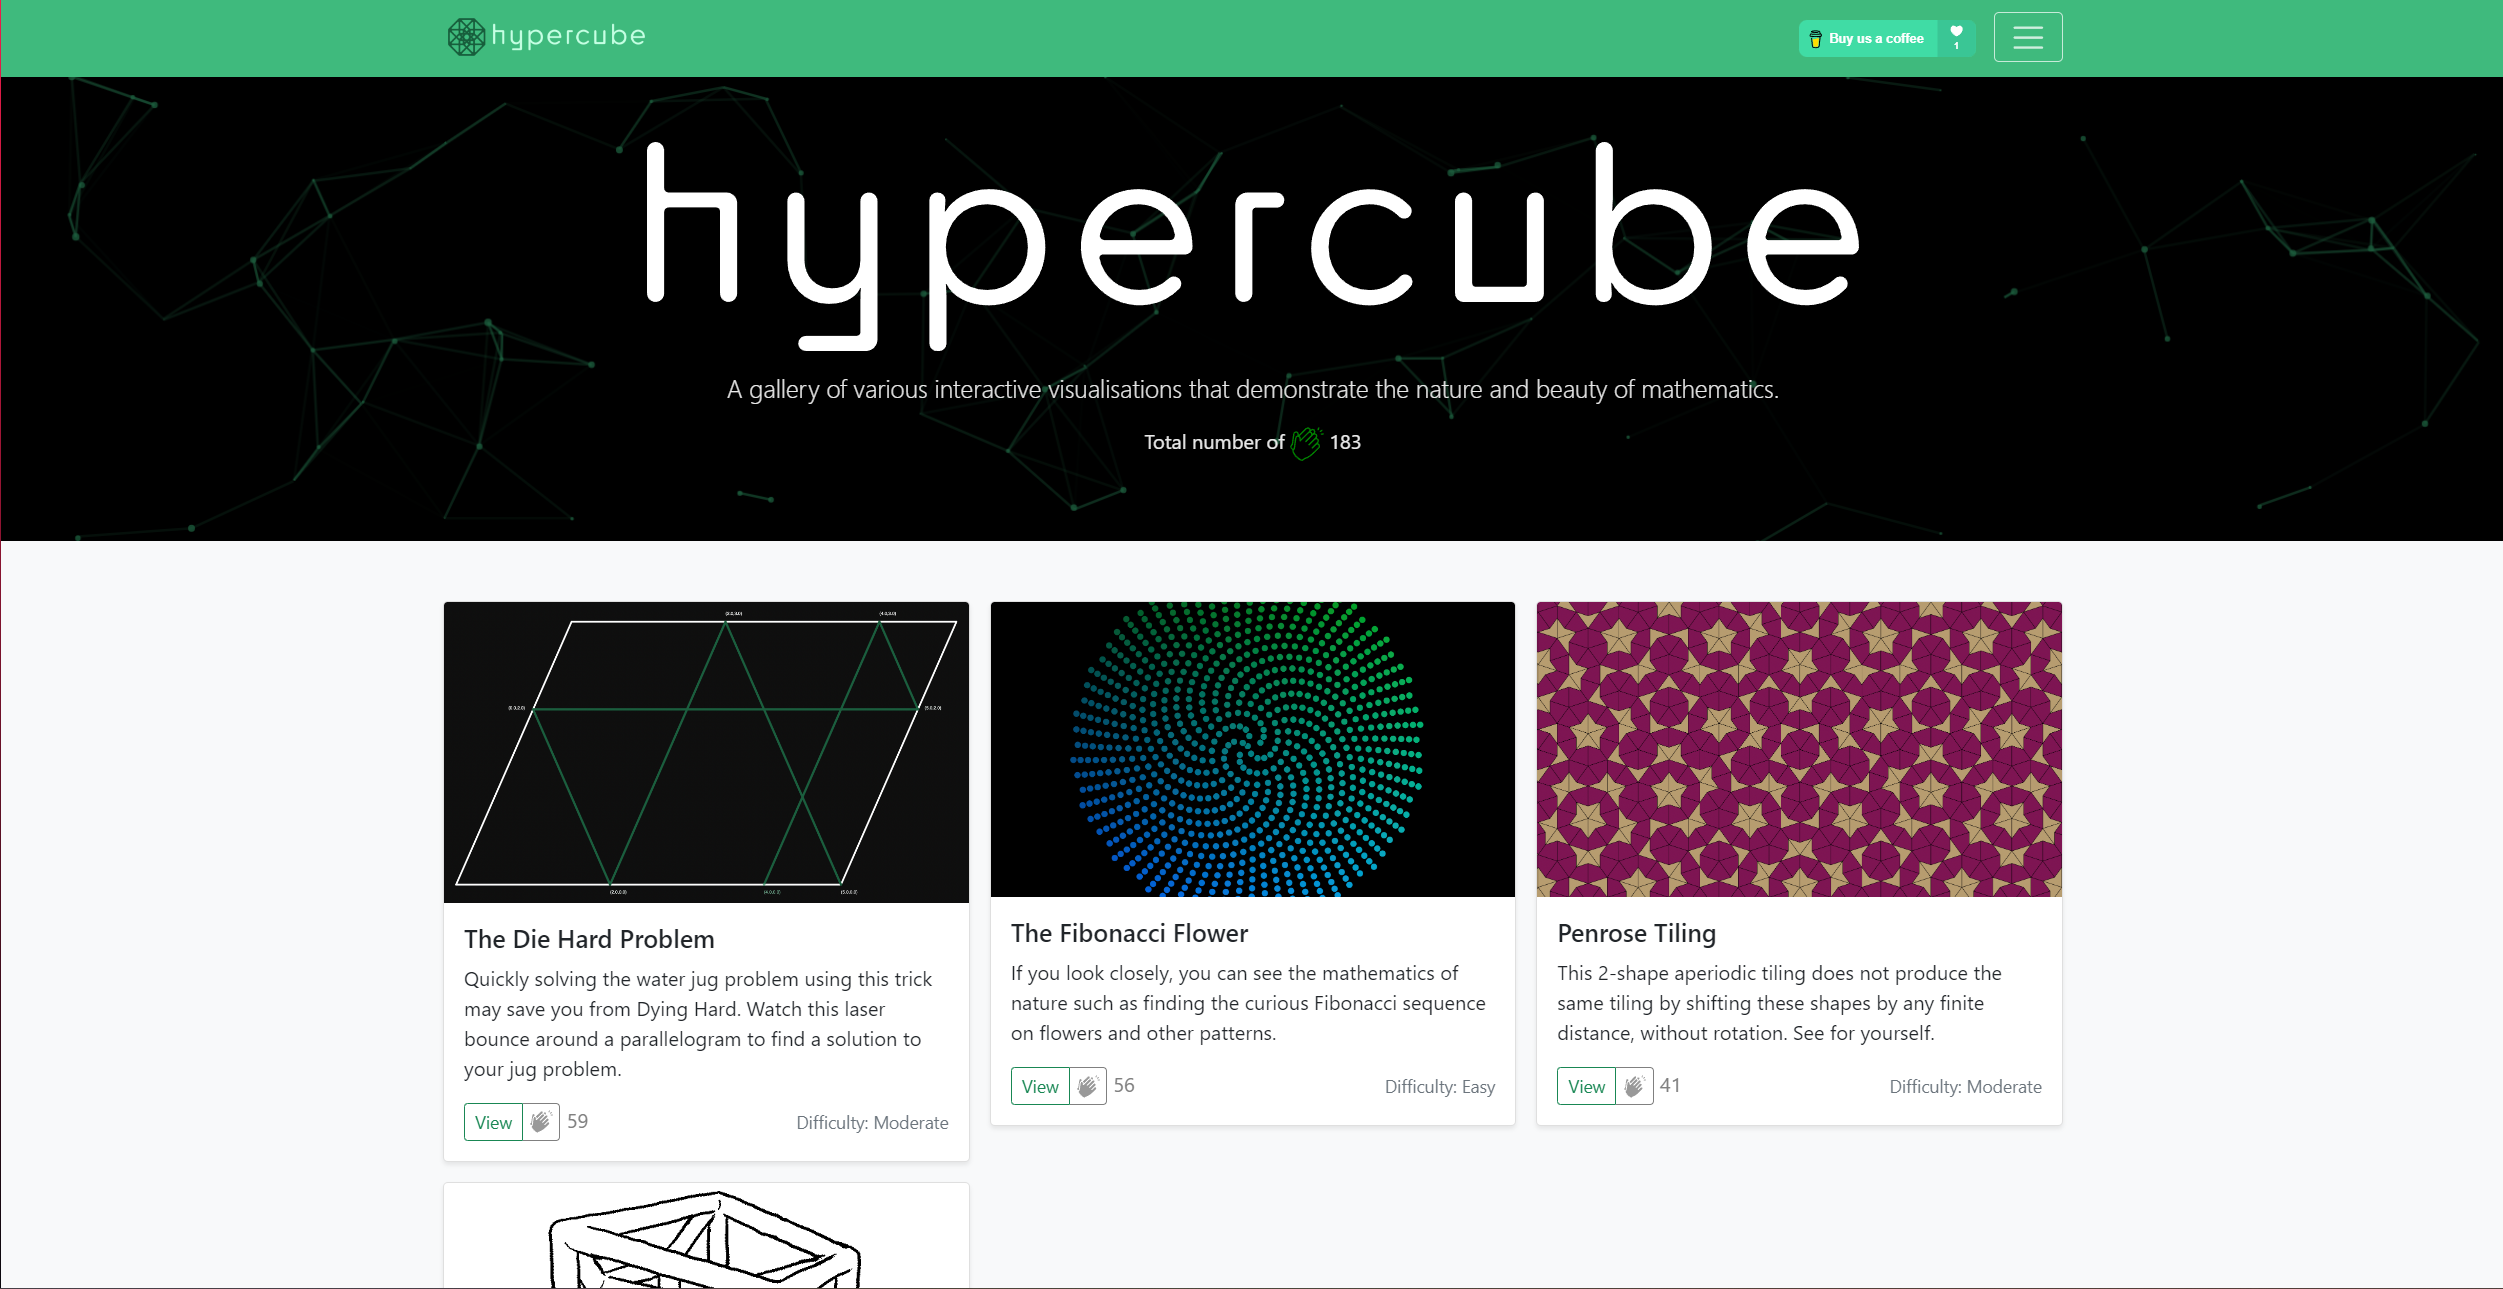 hypercube
Buy us a coffee
1
hypercube
A gallery of various interactive visualisations that demonstrate the nature and beauty of mathematics.
Total number of 183
The Die Hard Problem
Quickly solving the water jug problem using this trick
may save you from Dying Hard. Watch this laser
bounce around a parallelogram to find a solution to
your jug problem.
View 59 Difficulty: Moderate
The Fibonacci Flower
If you look closely, you can see the mathematics of
nature such as finding the curious Fibonacci sequence
on flowers and other patterns.
View 56 Difficulty: Easy
Penrose Tiling
This 2-shape aperiodic tiling does not produce the
same tiling by shifting these shapes by any finite
distance, without rotation. See for yourself.
View 41 Difficulty: Moderate